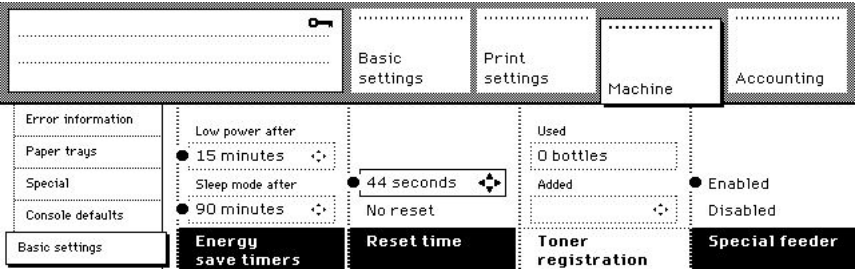 Basic
settings
Print
settings
Machine
Accounting
Error information
Paper trays
Special
Console defaults
Basic settings
Low power after
15 minutes
Sleep mode after
90 minutes
Energy
save timers
44 seconds
No reset
Reset time
Used
0 bottles
Added
Toner
registration
Enabled
Disabled
Special feeder